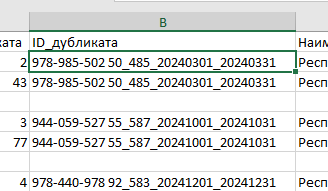 B
ката ID_дубликата Наим
2 978-985-502 50_485_20240301_20240331 Респ
43 978-985-502 50_485_20240301_20240331 Респ
3 944-059-527 55_587_20241001_20241031 Респ
77 944-059-527 55_587_20241001_20241031 Респ
4 978-440-978 92_583_20241201_20241231 Респ